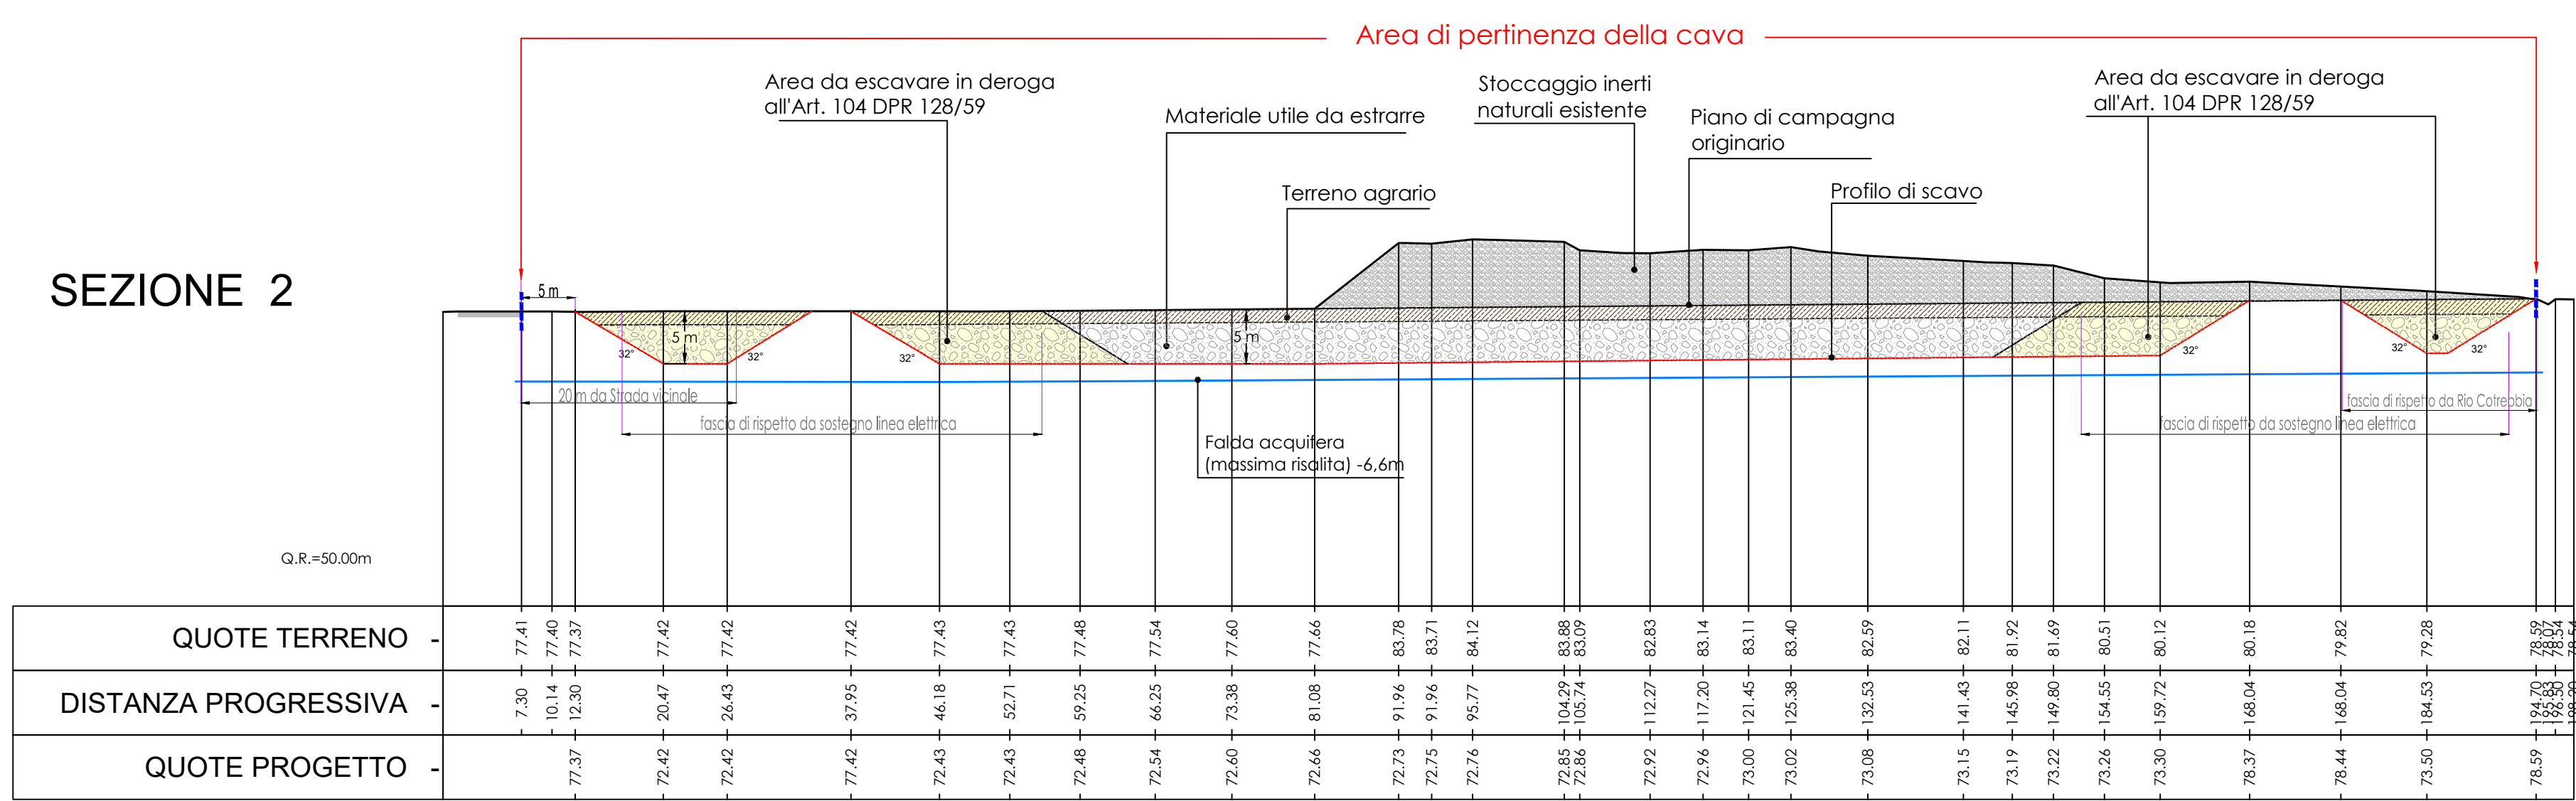 Area di pertinenza della cava
Area da escavare in deroga
all'Art. 104 DPR 128/59
Materiale utile da estrarre
Stoccaggio inerti
naturali esistente
Piano di campagna
originario
Area da escavare in deroga
all'Art. 104 DPR 128/59
Terreno agrario
Profilo di scavo
SEZIONE 2
5 m
5 m
5 m
32°
32°
32°
32°
32°
32°
20 m da Strada vicinale
fascia di rispetto da sostegno linea elettrica
fascia di rispetto da Rio Cotrebbia
fascia di rispetto da sostegno linea elettrica
Falda acquifera
(massima risalita) -6,6m
Q.R.=50.00m
QUOTE TERRENO - 77.41 77.40 77.37 77.42 77.42 77.42 77.43 77.43 77.48 77.54 77.60 77.66 83.78 83.71 84.12 83.88 83.09 82.83 83.14 83.11 83.40 82.59 82.11 81.92 81.69 80.51 80.12 80.18 79.82 79.28 78.59 78.07 78.54 78.54
DISTANZA PROGRESSIVA - 7.30 10.14 12.30 20.47 26.43 37.95 46.18 52.71 59.25 66.25 73.38 81.08 91.96 91.96 95.77 104.29 105.74 112.27 117.20 121.45 125.38 132.53 141.43 145.98 149.80 154.55 159.72 168.04 168.04 184.53 194.70 195.83 196.50 198.20
QUOTE PROGETTO - 77.37 72.42 72.42 77.42 72.43 72.43 72.48 72.54 72.60 72.66 72.73 72.75 72.76 72.85 72.86 72.92 72.96 73.00 73.02 73.08 73.15 73.19 73.22 73.26 73.30 78.37 78.44 73.50 78.59